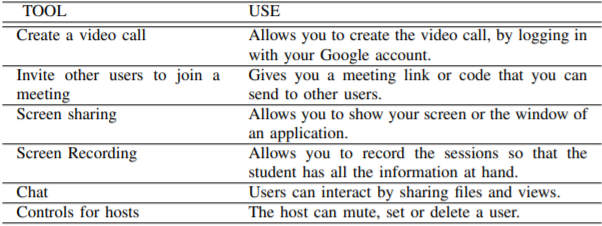 TOOL USE
Create a video call Allows you to create the video call, by logging in
with your Google account.
Invite other users to join a Gives you a meeting link or code that you can
meeting send to other users.
Screen sharing Allows you to show your screen or the window of
an application.
Screen Recording Allows you to record the sessions so that the
student has all the information at hand.
Chat Users can interact by sharing files and views.
Controls for hosts The host can mute, set or delete a user.